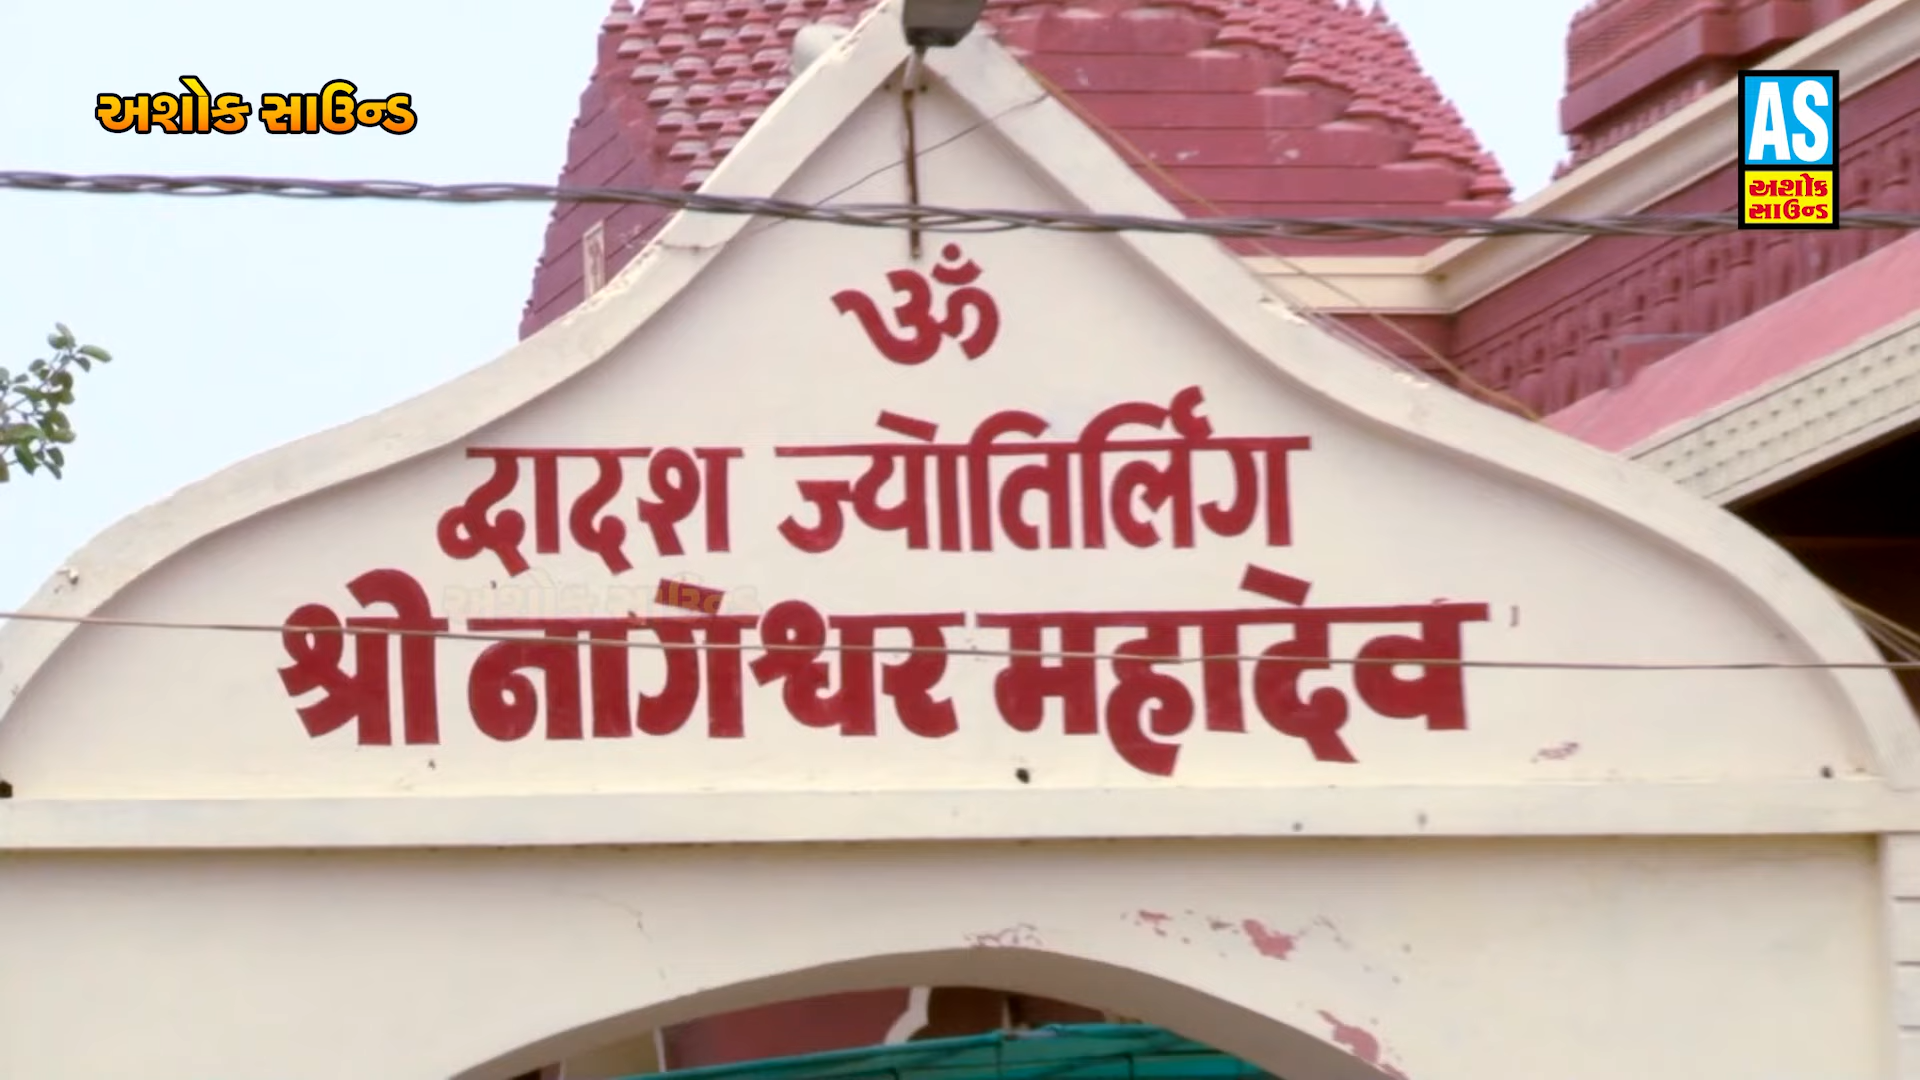 અશોક સાઉન્ડ
AS
અશોક
સાઉન્ડ
ॐ
द्वादश ज्योतिर्लिंग
श्री नागेश्वर महादेव